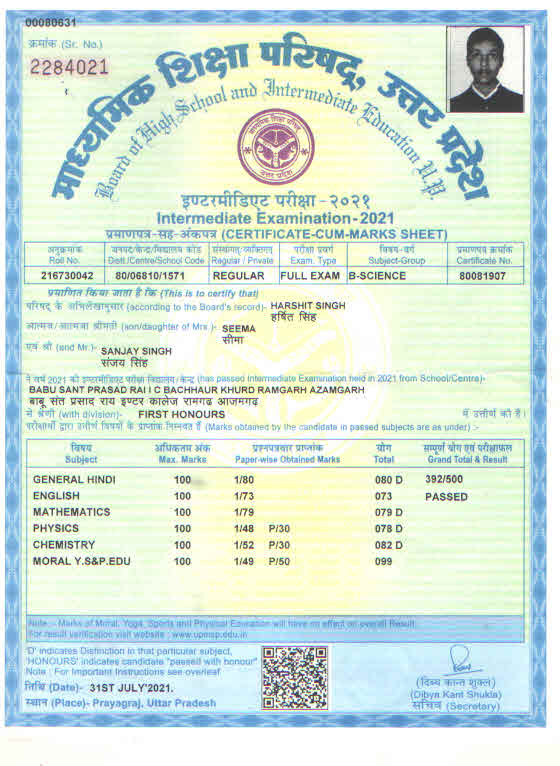 00080631
क्रमांक (Sr. No.)
2284021
माध्यमिक शिक्षा परिषद, उत्तर प्रदेश
Board of High School and Intermediate Education U.P.
माध्यमिक शिक्षा परिषद
उत्तर प्रदेश
इण्टरमीडिएट परीक्षा - २०२१
Intermediate Examination-2021
प्रमाणपत्र-सह-अंकपत्र (CERTIFICATE-CUM-MARKS SHEET)
अनुक्रमांक जनपद/केन्द्र/विद्यालय कोड संस्थागत/व्यक्तिगत परीक्षा प्रवर्ग विषय-वर्ग प्रमाणपत्र क्रमांक
Roll No. Distt./Centre/School Code Regular / Private Exam. Type Subject-Group Certificate No.
216730042 80/06810/1571 REGULAR FULL EXAM B-SCIENCE 80081907
प्रमाणित किया जाता है कि (This is to certify that)
परिषद् के अभिलेखानुसार (according to the Board's record)- HARSHIT SINGH
हर्षित सिंह
आत्मज/आत्मजा श्रीमती (son/daughter of Mrs.)- SEEMA
सीमा
एवं श्री (and Mr.)- SANJAY SINGH
संजय सिंह
ने वर्ष 2021 की इण्टरमीडिएट परीक्षा विद्यालय/केन्द्र (has passed Intermediate Examination held in 2021 from School/Centre)-
BABU SANT PRASAD RAI I C BACHHAUR KHURD RAMGARH AZAMGARH
बाबू संत प्रसाद राय इण्टर कालेज रामगढ आजमगढ़
में श्रेणी (with division)- FIRST HONOURS में उत्तीर्ण की है।
परीक्षार्थी द्वारा उत्तीर्ण विषयों के प्राप्तांक निम्नवत हैं (Marks obtained by the candidate in passed subjects are as under) :-
विषय अधिकतम अंक प्रश्नपत्रवार प्राप्तांक योग सम्पूर्ण योग एवं परीक्षाफल
Subject Max. Marks Paper-wise Obtained Marks Total Grand Total & Result
GENERAL HINDI 100 1/80 080 D 392/500
ENGLISH 100 1/73 073 PASSED
MATHEMATICS 100 1/79 079 D
PHYSICS 100 1/48 P/30 078 D
CHEMISTRY 100 1/52 P/30 082 D
MORAL Y.S&P.EDU 100 1/49 P/50 099
Note :- Marks of Moral, Yoga, Sports and Physical Education will have no effect on overall Result.
For result verification visit website : www.upmsp.edu.in
'D' indicates Distinction in that particular subject,
'HONOURS' indicates candidate "passed with honour"
Note : For Important Instructions see overleaf
तिथि (Date)- 31ST JULY'2021.
स्थान (Place)- Prayagraj, Uttar Pradesh
(दिव्य कान्त शुक्ल)
(Dibya Kant Shukla)
सचिव (Secretary)